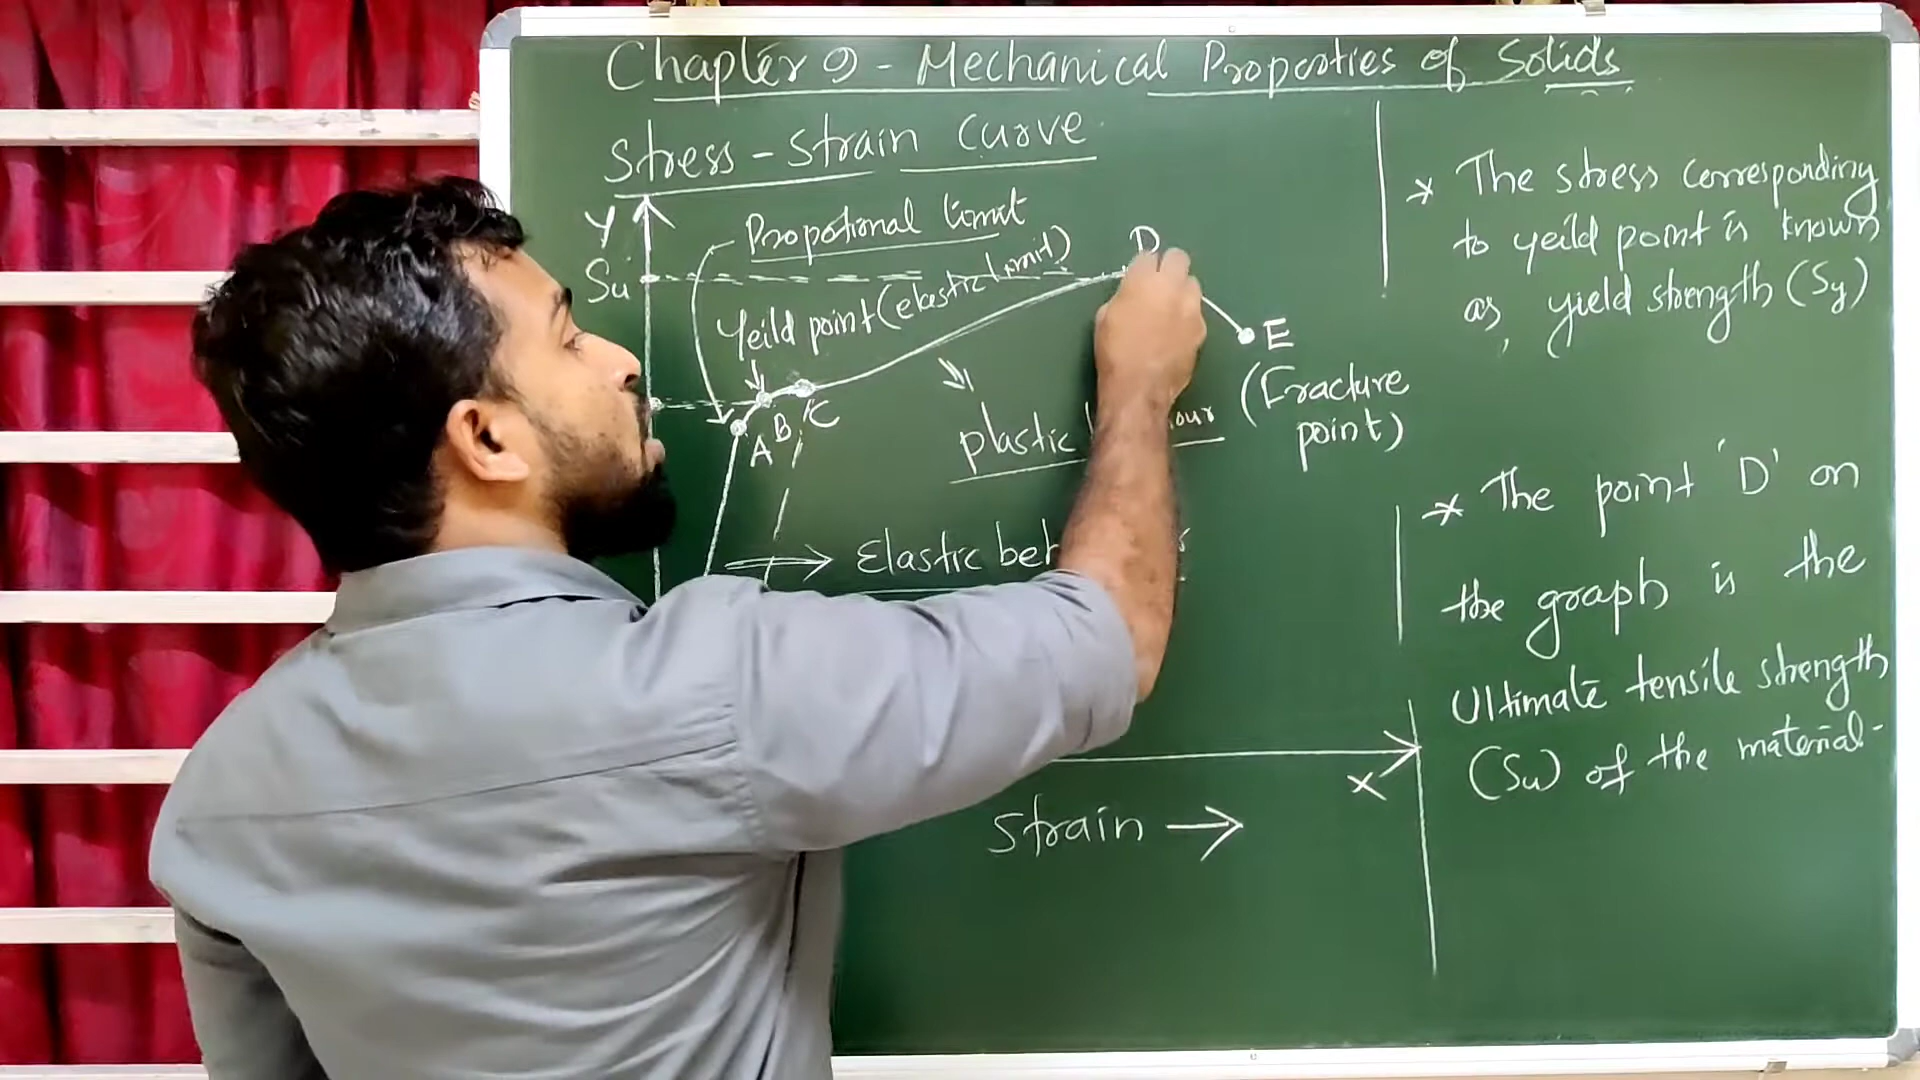 Chapter 9 - Mechanical Properties of Solids
Stress - Strain Curve
Y
Propotional limit
Su
Yeild point (elastic limit)
D
E
(Fracture
point)
A B C
plastic
our
Elastic
X
Strain →
* The stress corresponding
to yeild point is known
as, yield strength (Sy)
* The point 'D' on
the graph is the
Ultimate tensile strength
(Su) of the material-